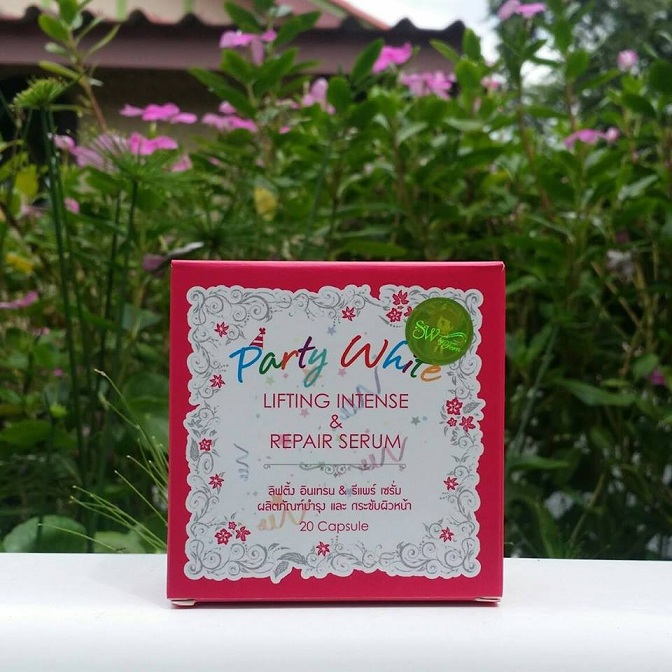 SW
Party White
LIFTING INTENSE
&
REPAIR SERUM
ลิฟติ้ง อินเทรน & รีแพร์ เซรั่ม
ผลิตภัณฑ์บำรุง และ กระชับผิวหน้า
20 Capsule